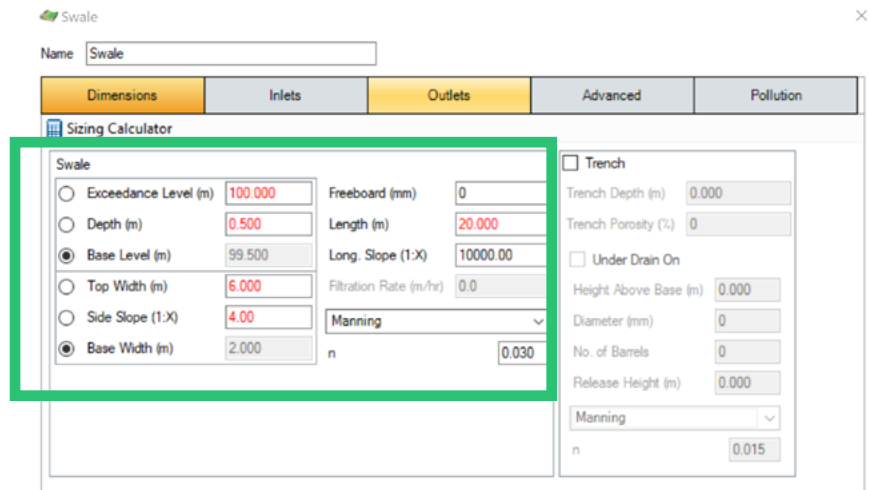 Swale
Name Swale
Dimensions Inlets Outlets Advanced Pollution
Sizing Calculator
Swale
Exceedance Level (m) 100.000 Freeboard (mm) 0
Depth (m) 0.500 Length (m) 20.000
Base Level (m) 99.500 Long. Slope (1:X) 10000.00
Top Width (m) 6.000 Filtration Rate (m/hr) 0.0
Side Slope (1:X) 4.00 Manning
Base Width (m) 2.000 n 0.030
Trench
Trench Depth (m) 0.000
Trench Porosity (%) 0
Under Drain On
Height Above Base (m) 0.000
Diameter (mm) 0
No. of Barrels 0
Release Height (m) 0.000
Manning
n 0.015